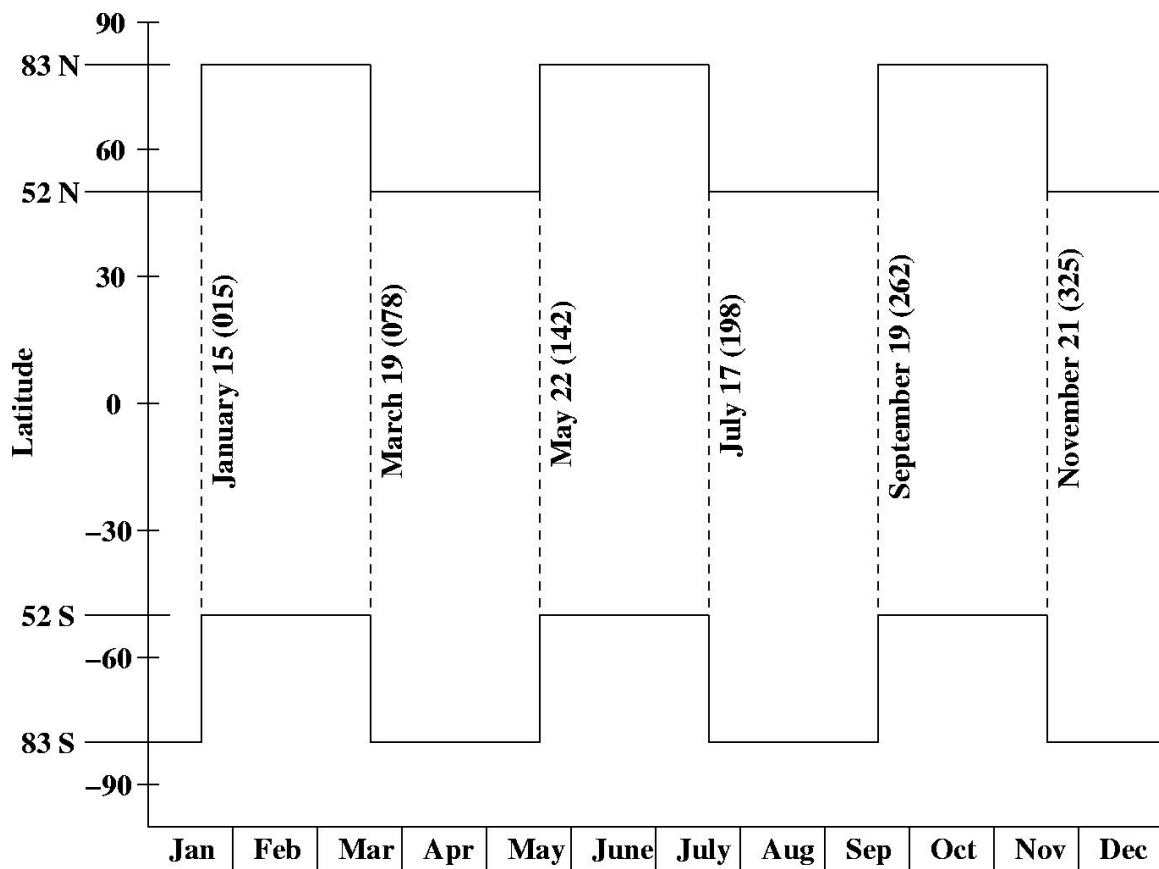 90
83 N
60
52 N
30
0
−30
52 S
−60
83 S
−90
Latitude
January 15 (015)
March 19 (078)
May 22 (142)
July 17 (198)
September 19 (262)
November 21 (325)
Jan Feb Mar Apr May June July Aug Sep Oct Nov Dec